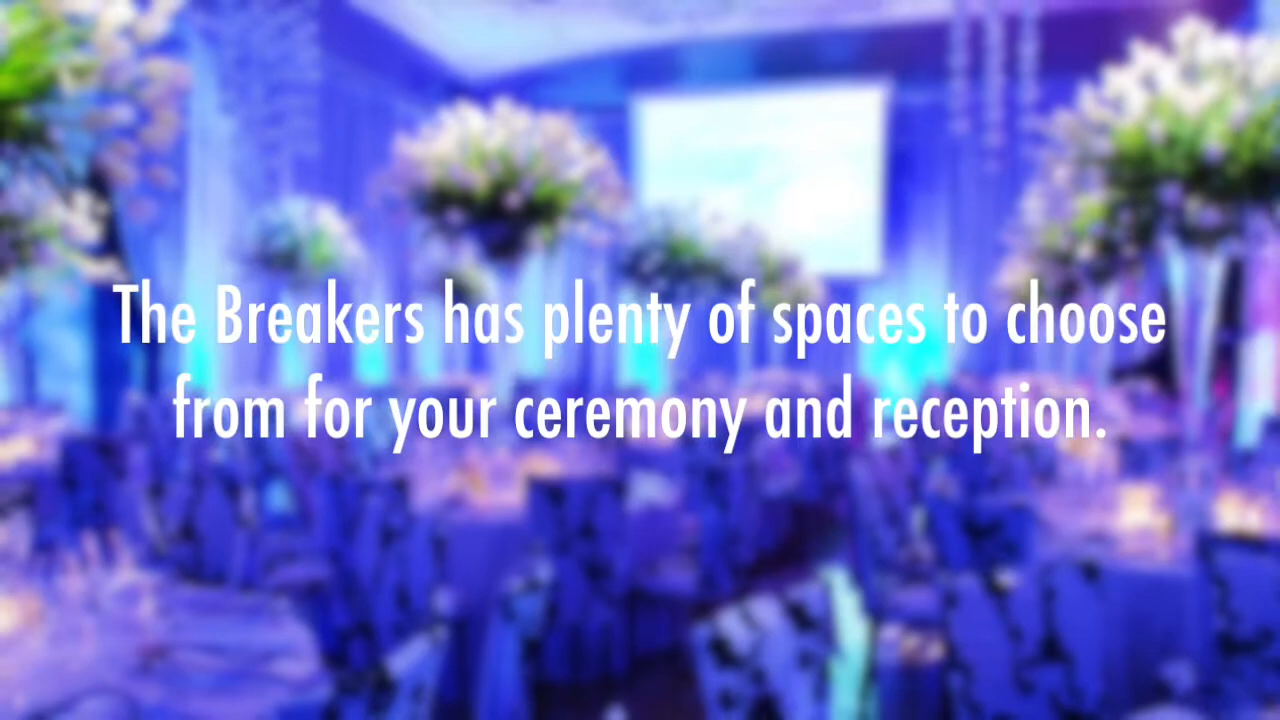 The Breakers has plenty of spaces to choose
from for your ceremony and reception.